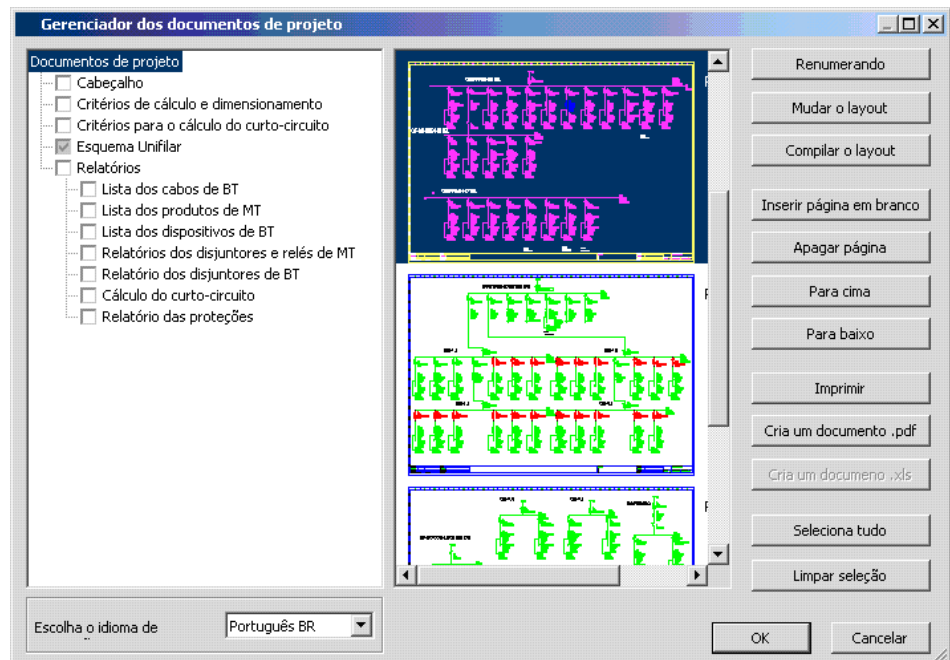 Gerenciador dos documentos de projeto
Documentos de projeto
Cabeçalho
Critérios de cálculo e dimensionamento
Critérios para o cálculo do curto-circuito
Esquema Unifilar
Relatórios
Lista dos cabos de BT
Lista dos produtos de MT
Lista dos dispositivos de BT
Relatórios dos disjuntores e relés de MT
Relatório dos disjuntores de BT
Cálculo do curto-circuito
Relatório das proteções
Renumerando
Mudar o layout
Compilar o layout
Inserir página em branco
Apagar página
Para cima
Para baixo
Imprimir
Cria um documento .pdf
Cria um documeno .xls
Seleciona tudo
Limpar seleção
Escolha o idioma de
Português BR
OK
Cancelar